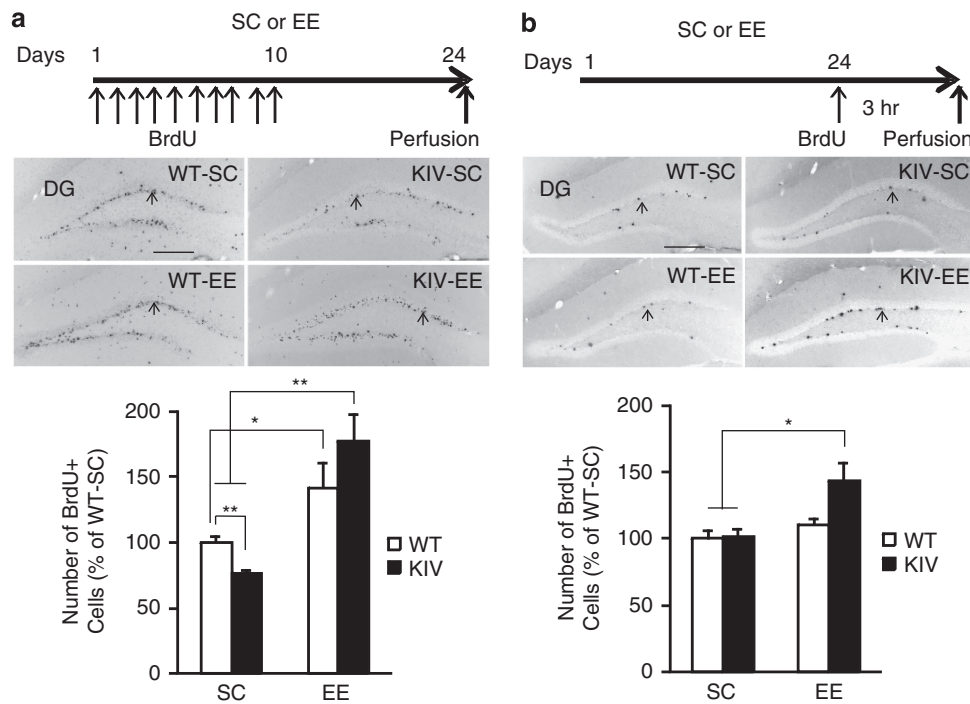 a
SC or EE
Days 1 10 24
BrdU Perfusion
DG WT-SC KIV-SC
WT-EE KIV-EE
Number of BrdU+
Cells (% of WT-SC)
200
150
100
50
0
**
*
**
SC EE
WT
KIV
b
SC or EE
Days 1 24
3 hr
BrdU Perfusion
DG WT-SC KIV-SC
WT-EE KIV-EE
Number of BrdU+
Cells (% of WT-SC)
200
150
100
50
0
*
SC EE
WT
KIV